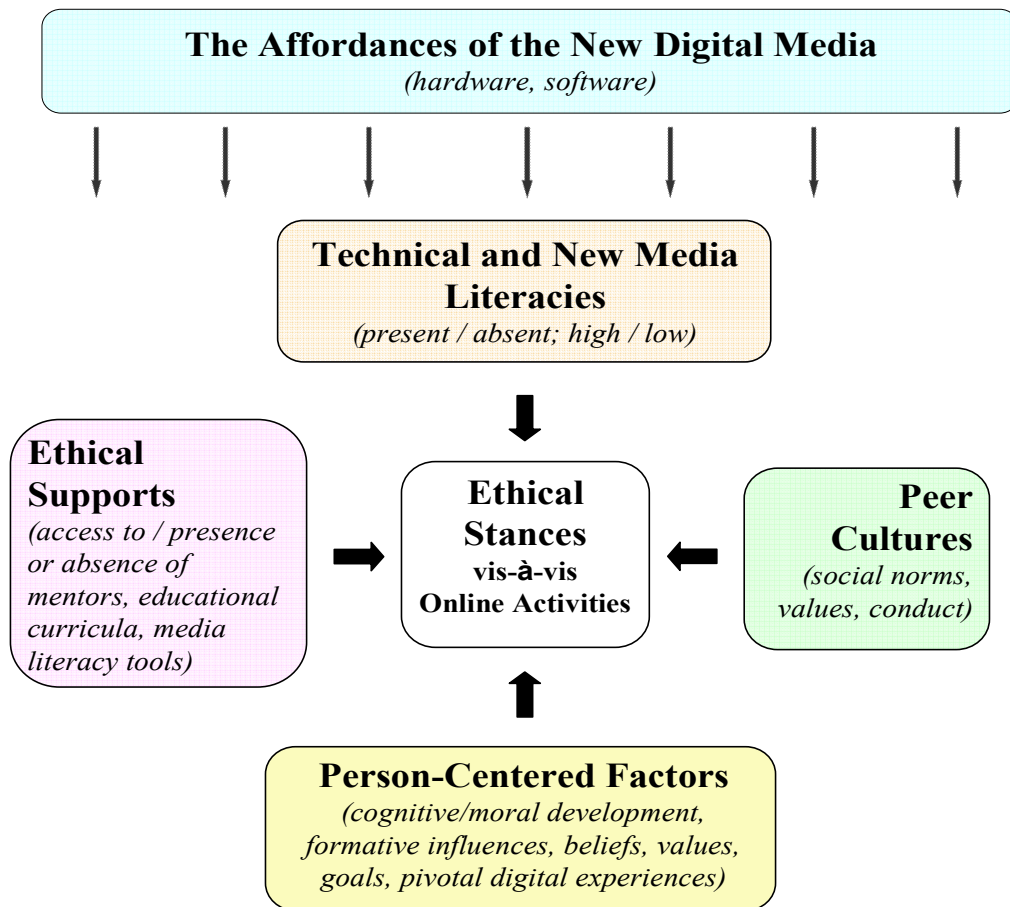 The Affordances of the New Digital Media
(hardware, software)
Technical and New Media
Literacies
(present / absent; high / low)
Ethical
Supports
(access to / presence
or absence of
mentors, educational
curricula, media
literacy tools)
Ethical
Stances
vis-à-vis
Online Activities
Peer
Cultures
(social norms,
values, conduct)
Person-Centered Factors
(cognitive/moral development,
formative influences, beliefs, values,
goals, pivotal digital experiences)